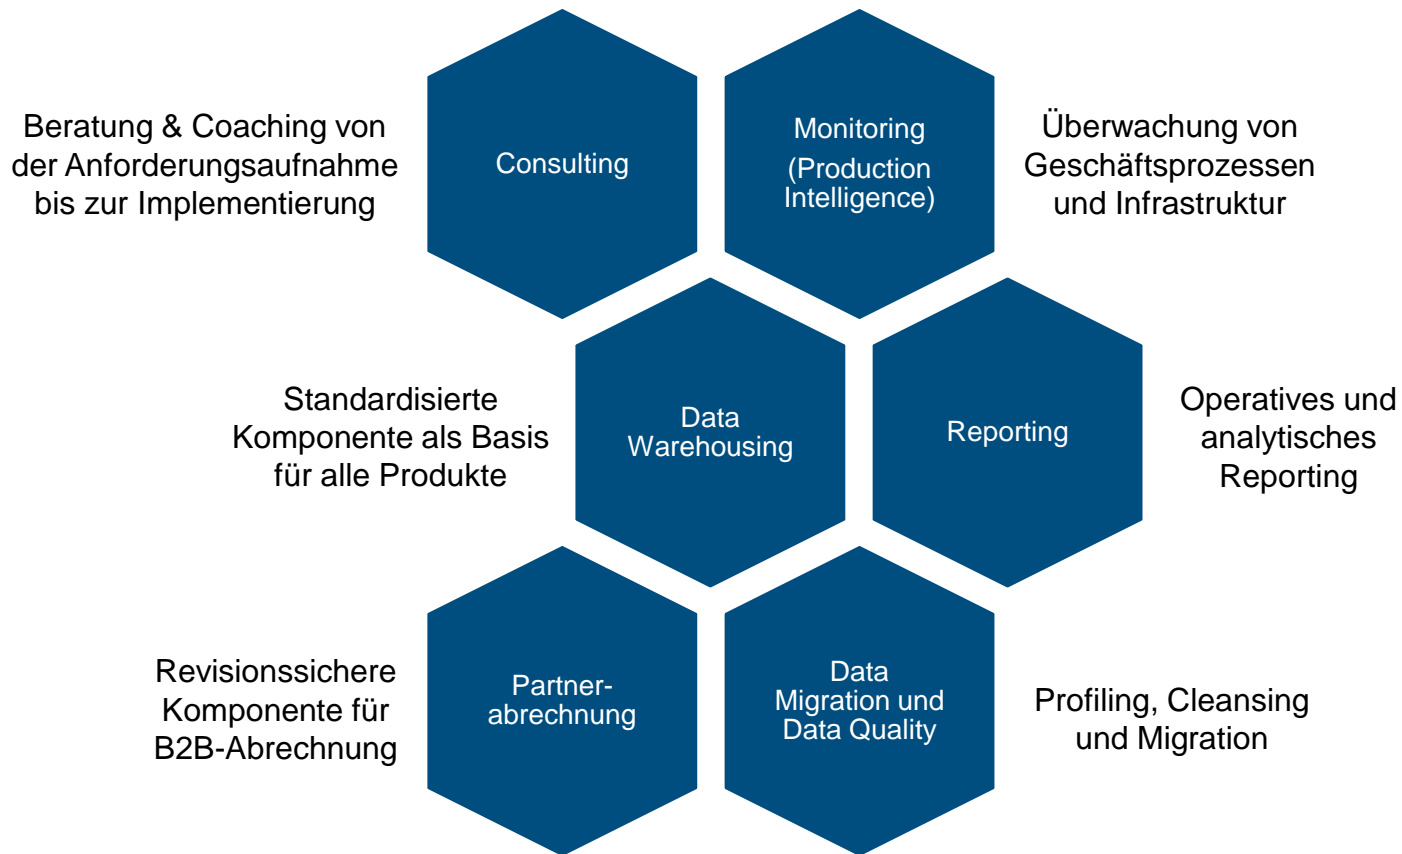 Beratung & Coaching von
der Anforderungsaufnahme
bis zur Implementierung
Consulting
Monitoring
(Production
Intelligence)
Überwachung von
Geschäftsprozessen
und Infrastruktur
Standardisierte
Komponente als Basis
für alle Produkte
Data
Warehousing
Reporting
Operatives und
analytisches
Reporting
Revisionssichere
Komponente für
B2B-Abrechnung
Partner-
abrechnung
Data
Migration und
Data Quality
Profiling, Cleansing
und Migration